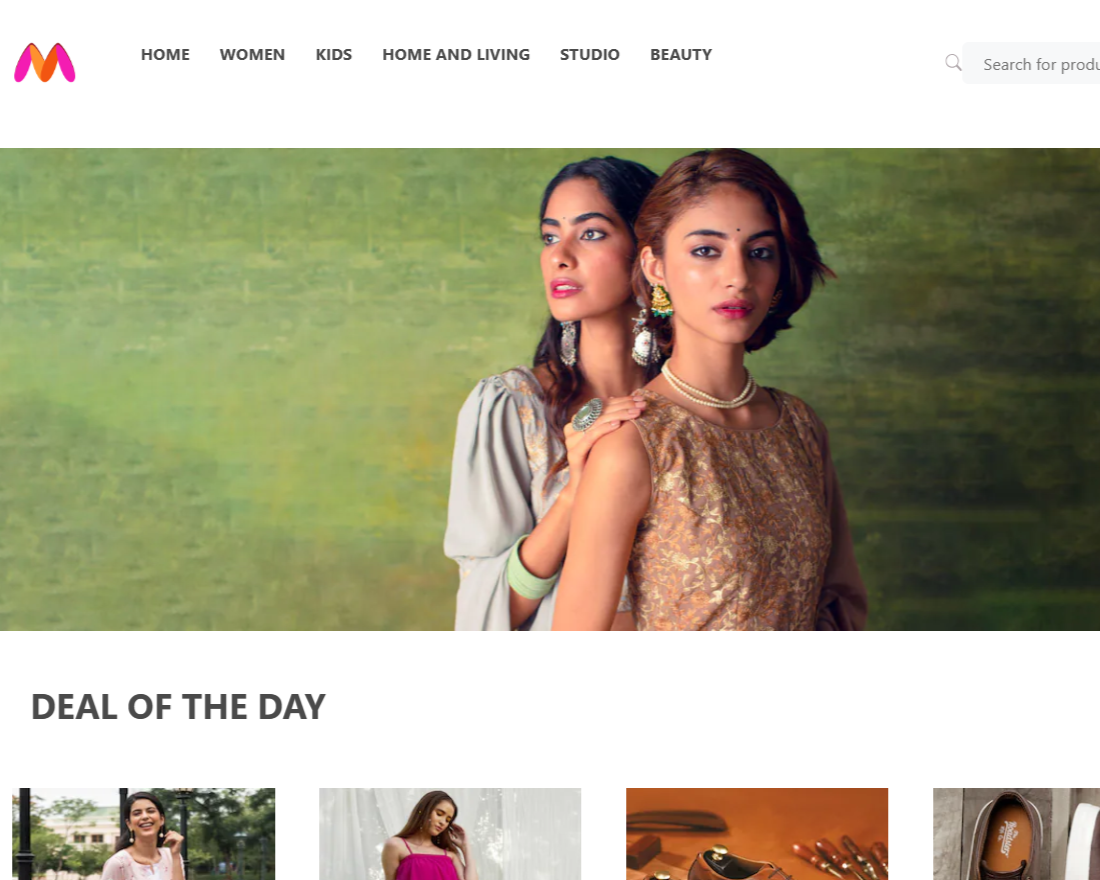 HOME WOMEN KIDS HOME AND LIVING STUDIO BEAUTY
Search for produ
DEAL OF THE DAY